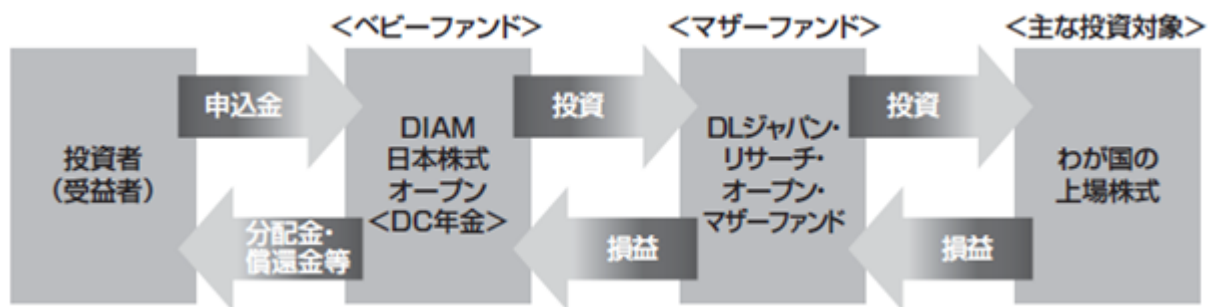 ＜ベビーファンド＞
＜マザーファンド＞
＜主な投資対象＞
申込金
投資
投資
投資者
（受益者）
DIAM
日本株式
オープン
＜DC年金＞
DLジャパン・
リサーチ・
オープン・
マザーファンド
わが国の
上場株式
分配金・
償還金等
損益
損益